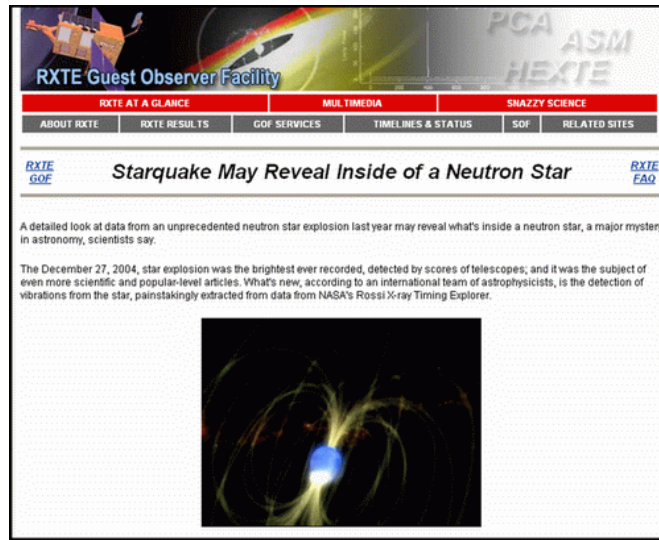 PCA
ASM
HEXTE
RXTE Guest Observer Facility
RXTE AT A GLANCE MULTIMEDIA SNAZZY SCIENCE
ABOUT RXTE RXTE RESULTS GOF SERVICES TIMELINES & STATUS SOF RELATED SITES
RXTE GOF
Starquake May Reveal Inside of a Neutron Star
RXTE FAQ
A detailed look at data from an unprecedented neutron star explosion last year may reveal what's inside a neutron star, a major myster
in astronomy, scientists say.
The December 27, 2004, star explosion was the brightest ever recorded, detected by scores of telescopes; and it was the subject of
even more scientific and popular-level articles. What's new, according to an international team of astrophysicists, is the detection of
vibrations from the star, painstakingly extracted from data from NASA's Rossi X-ray Timing Explorer.